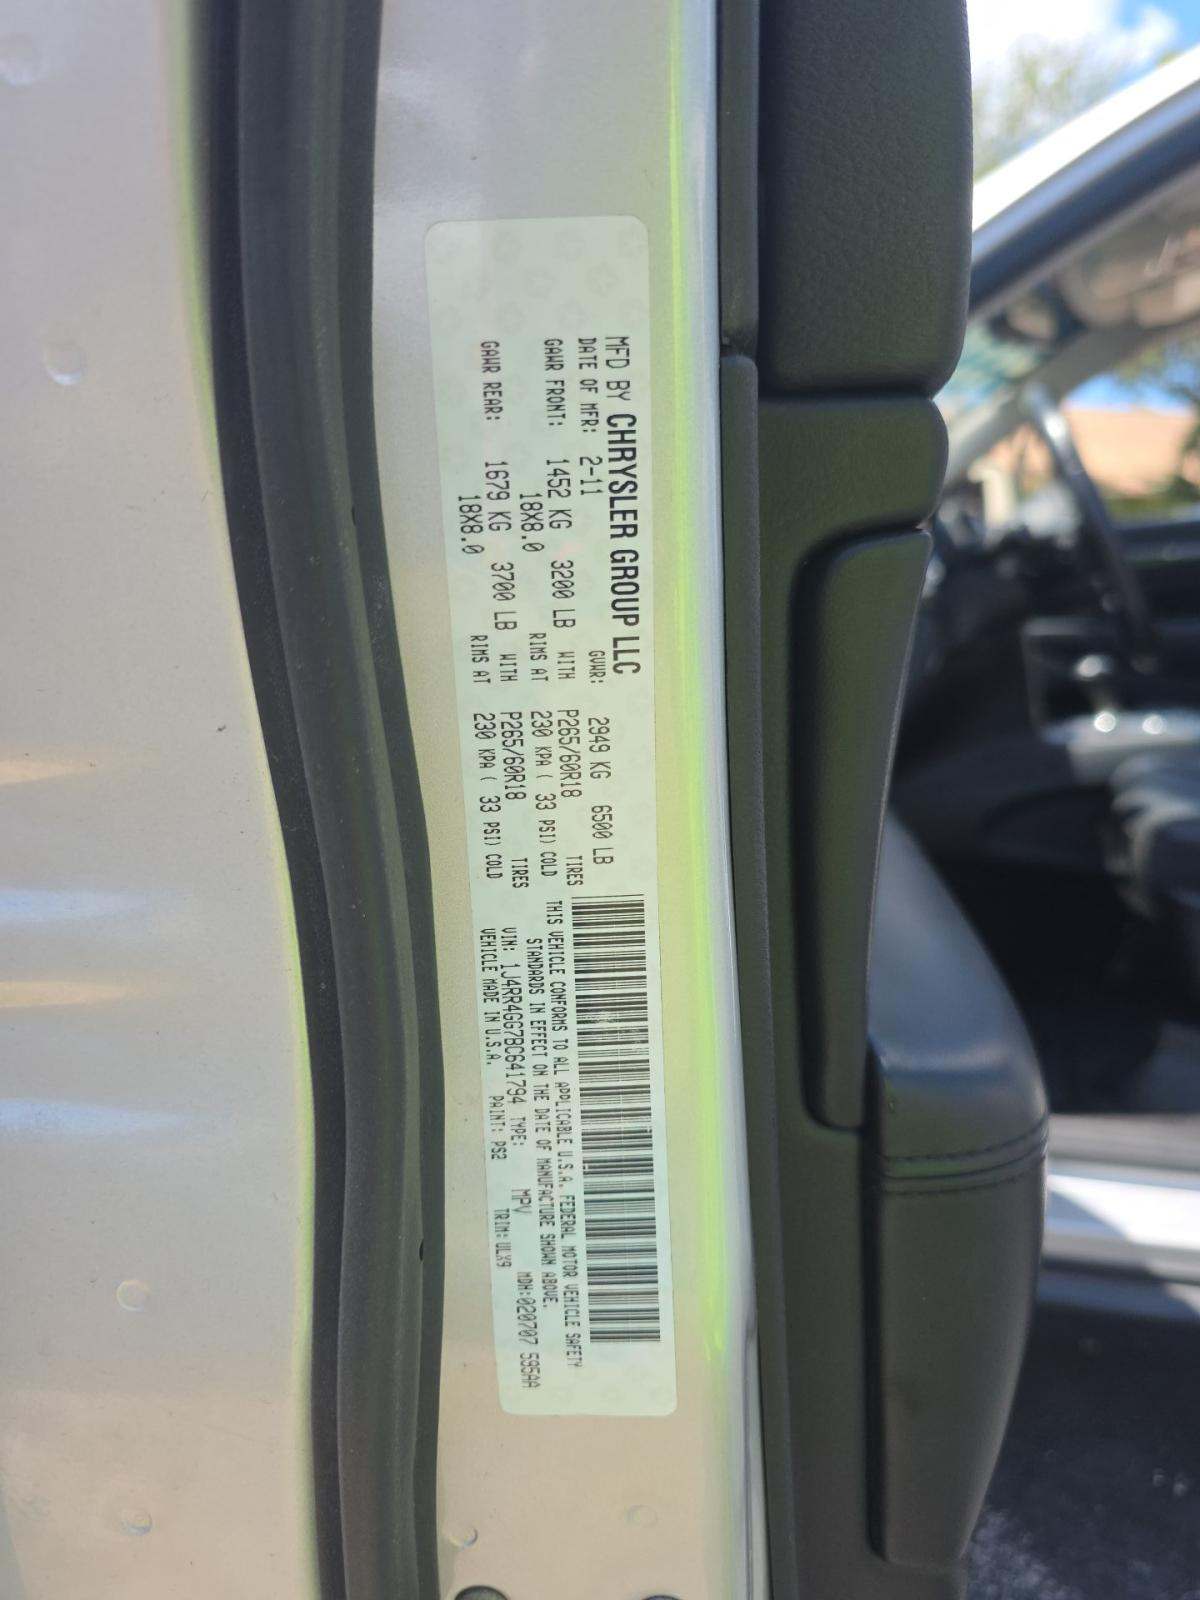 MFD BY CHRYSLER GROUP LLC
DATE OF MFR: 2-11 GVWR: 2949 KG 6500 LB
GAWR FRONT: 1452 KG 3200 LB WITH P265/60R18 TIRES
18X8.0 RIMS AT 230 KPA ( 33 PSI) COLD
GAWR REAR: 1679 KG 3700 LB WITH P265/60R18 TIRES
18X8.0 RIMS AT 230 KPA ( 33 PSI) COLD
THIS VEHICLE CONFORMS TO ALL APPLICABLE U.S.A. FEDERAL MOTOR VEHICLE SAFETY
STANDARDS IN EFFECT ON THE DATE OF MANUFACTURE SHOWN ABOVE.
VIN: 1J4RR4GG7BC641794 TYPE: MPV MDH:020707 595AA
VEHICLE MADE IN U.S.A. PAINT: PS2 TRIM: ULX9